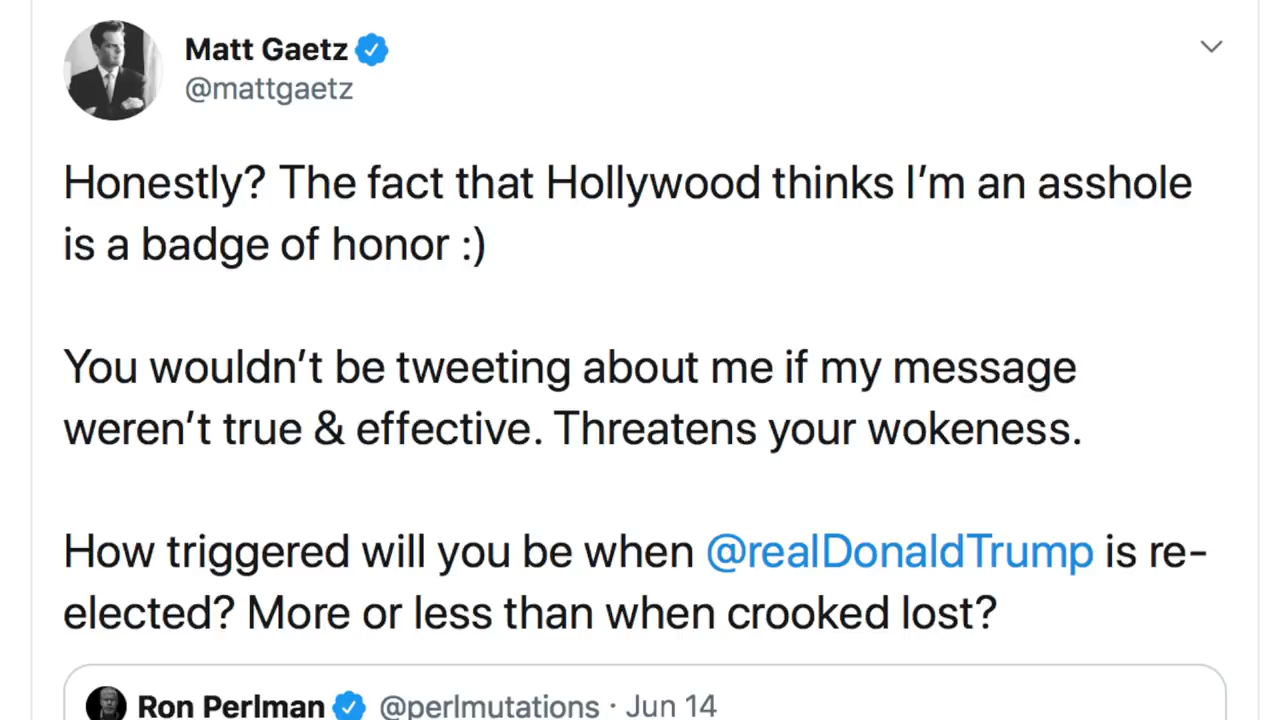 Matt Gaetz
@mattgaetz
Honestly? The fact that Hollywood thinks I’m an asshole
is a badge of honor :)
You wouldn’t be tweeting about me if my message
weren’t true & effective. Threatens your wokeness.
How triggered will you be when @realDonaldTrump is re-
elected? More or less than when crooked lost?
Ron Perlman @perlmutations · Jun 14